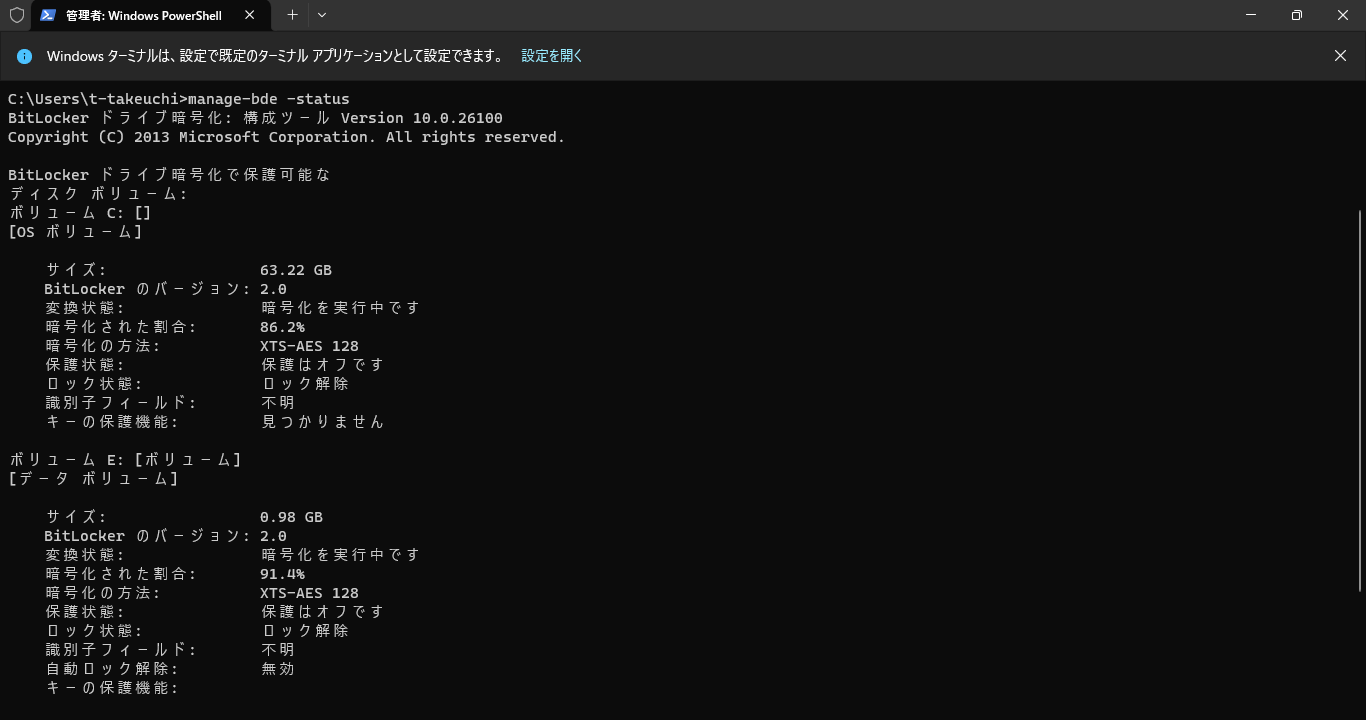 管理者: Windows PowerShell
Windows ターミナルは、設定で既定のターミナル アプリケーションとして設定できます。 設定を開く
C:\Users\t-takeuchi>manage-bde -status
BitLocker ドライブ暗号化: 構成ツール Version 10.0.26100
Copyright (C) 2013 Microsoft Corporation. All rights reserved.
BitLocker ドライブ暗号化で保護可能な
ディスク ボリューム:
ボリューム C: []
[OS ボリューム]
サイズ: 63.22 GB
BitLocker のバージョン: 2.0
変換状態: 暗号化を実行中です
暗号化された割合: 86.2%
暗号化の方法: XTS-AES 128
保護状態: 保護はオフです
ロック状態: ロック解除
識別子フィールド: 不明
キーの保護機能: 見つかりません
ボリューム E: [ボリューム]
[データ ボリューム]
サイズ: 0.98 GB
BitLocker のバージョン: 2.0
変換状態: 暗号化を実行中です
暗号化された割合: 91.4%
暗号化の方法: XTS-AES 128
保護状態: 保護はオフです
ロック状態: ロック解除
識別子フィールド: 不明
自動ロック解除: 無効
キーの保護機能: